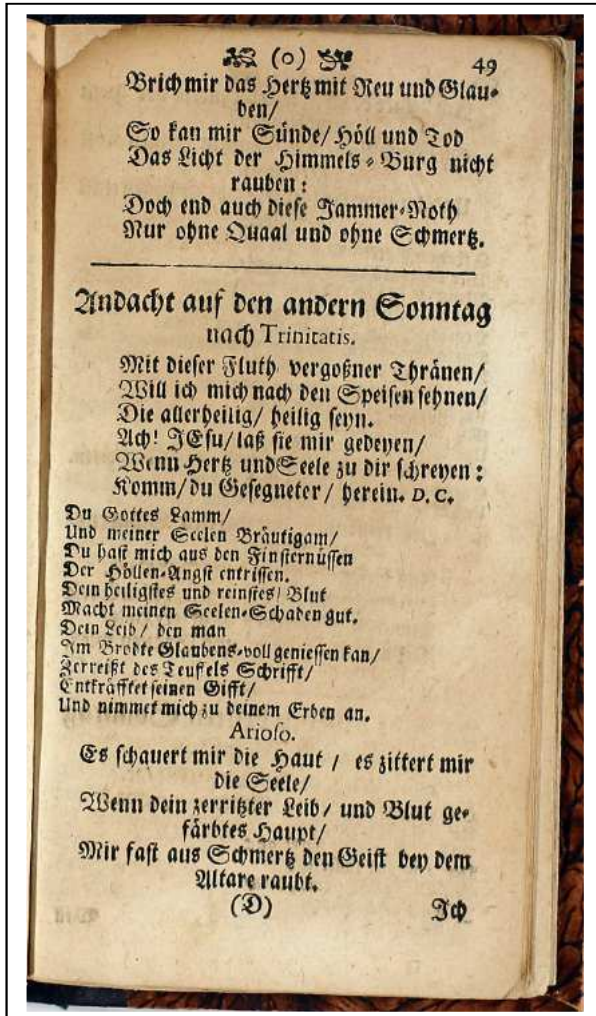 (o) 49
Brich mir das Hertz mit Reu und Glau-
ben/
So kan mir Sünde/ Höll und Tod
Das Licht der Himmels-Burg nicht
rauben:
Doch end auch diese Jammer-Noth
Nur ohne Quaal und ohne Schmertz.
Andacht auf den andern Sonntag
nach Trinitatis.
Mit dieser Fluth vergoßner Thränen/
Will ich mich nach den Speisen sehnen/
Die allerheilig/ heilig seyn.
Ach! JEsu/ laß sie mir gedeyen/
Wenn Hertz und Seele zu dir schreyen:
Komm/ du Gesegneter/ herein. D. C.
Du Gottes Lamm/
Und meiner Seelen Bräutigam/
Du hast mich aus den Finsternüssen
Der Höllen-Angst entrissen.
Dein heiligstes und reinstes Blut
Macht meinen Seelen-Schaden gut.
Dein Leib/ den man
Im Brodte Glaubens-voll geniessen kan/
Zerreißt des Teuffels Schrifft/
Entkräfftet seinen Gifft/
Und nimmet mich zu deinem Erben an.
Arioso.
Es schauert mir die Haut/ es zittert mir
die Seele/
Wenn dein zerritzter Leib/ und Blut ge-
färbtes Haupt/
Mir fast aus Schmertz den Geist bey dem
Altare raubt.
(D) Ich